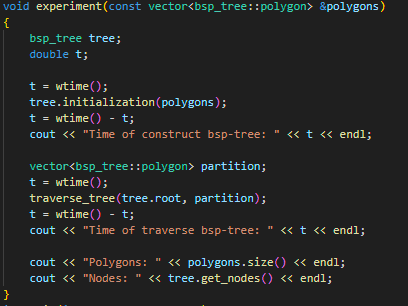 void experiment(const vector<bsp_tree::polygon> &polygons)
{
    bsp_tree tree;
    double t;

    t = wtime();
    tree.initialization(polygons);
    t = wtime() - t;
    cout << "Time of construct bsp-tree: " << t << endl;

    vector<bsp_tree::polygon> partition;
    t = wtime();
    traverse_tree(tree.root, partition);
    t = wtime() - t;
    cout << "Time of traverse bsp-tree: " << t << endl;

    cout << "Polygons: " << polygons.size() << endl;
    cout << "Nodes: " << tree.get_nodes() << endl;
}